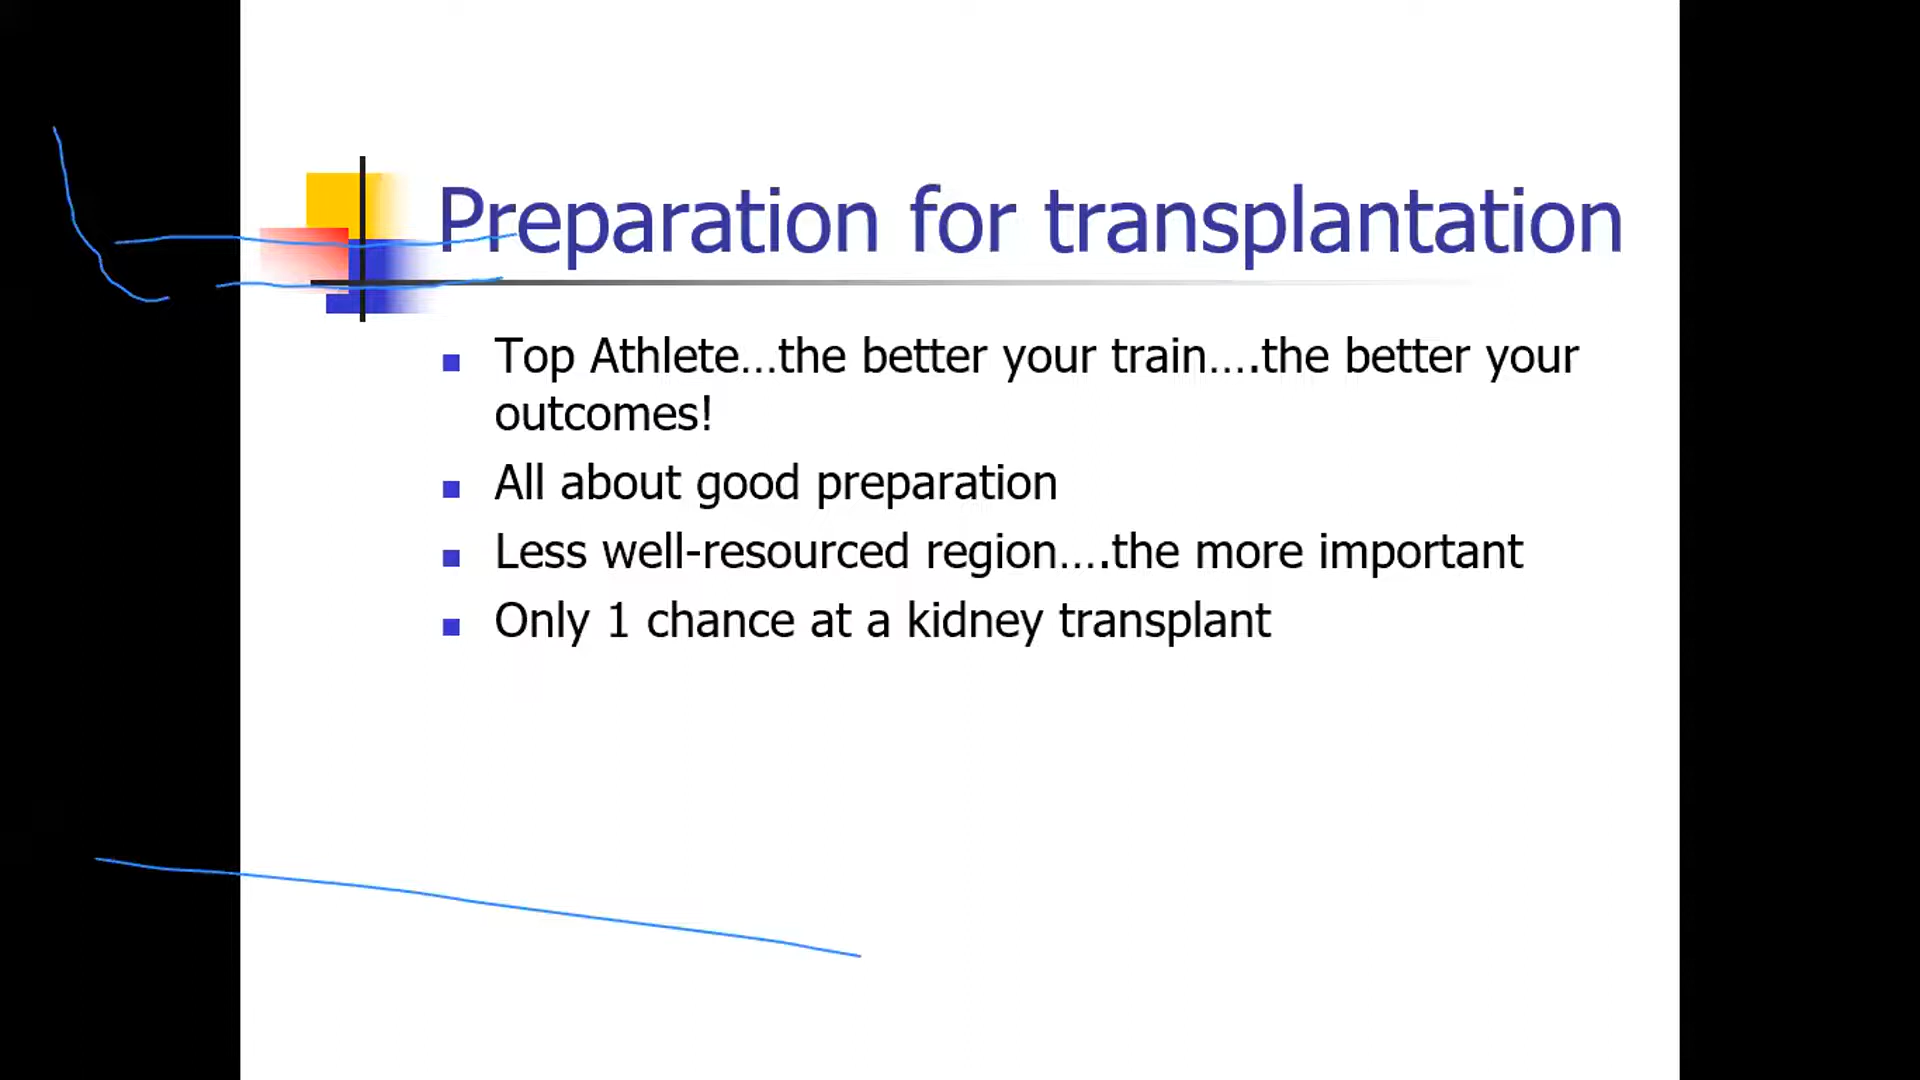 Preparation for transplantation
Top Athlete...the better your train....the better your
outcomes!
All about good preparation
Less well-resourced region....the more important
Only 1 chance at a kidney transplant